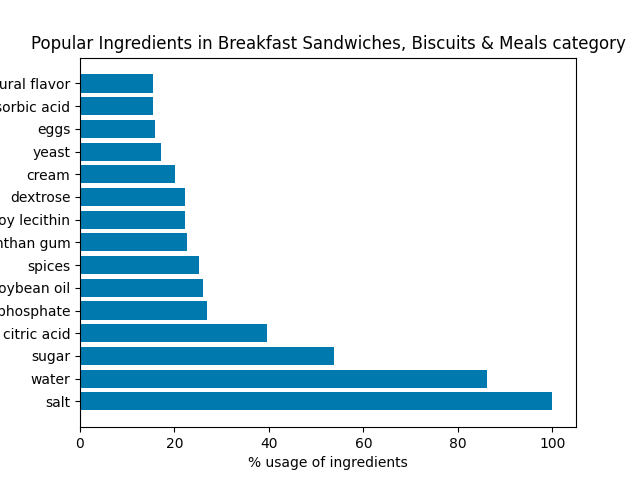 Popular Ingredients in Breakfast Sandwiches, Biscuits & Meals category
ural flavor
sorbic acid
eggs
yeast
cream
dextrose
oy lecithin
nthan gum
spices
oybean oil
phosphate
citric acid
sugar
water
salt
0 20 40 60 80 100
% usage of ingredients